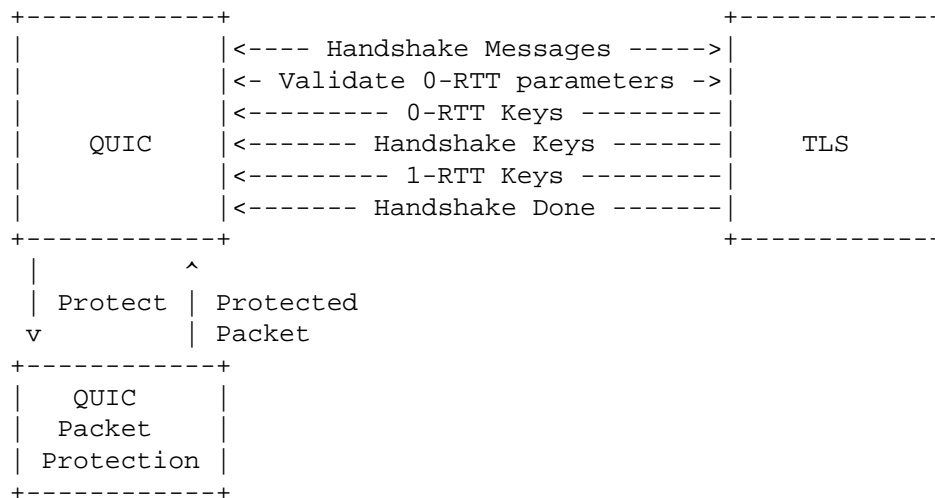 +------------+                               +------------
|            |<---- Handshake Messages ----->|
|            |<- Validate 0-RTT parameters ->|
|            |<--------- 0-RTT Keys ---------|
|    QUIC    |<------- Handshake Keys -------|    TLS
|            |<--------- 1-RTT Keys ---------|
|            |<------- Handshake Done -------|
+------------+                               +------------
 |         ^
 | Protect | Protected
 v         | Packet
+------------+
|   QUIC     |
|  Packet    |
| Protection |
+------------+